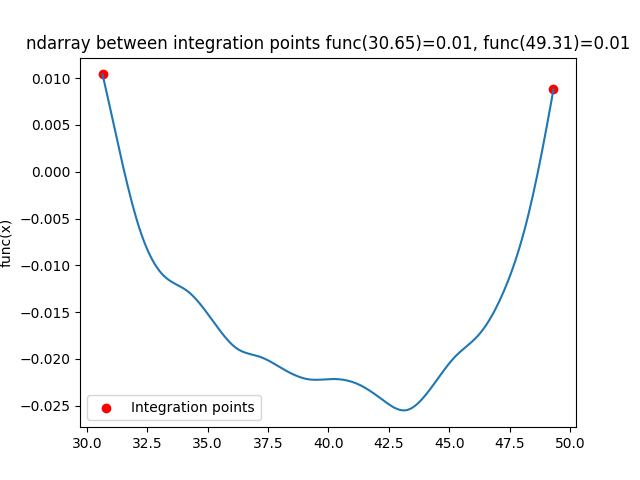 ndarray between integration points func(30.65)=0.01, func(49.31)=0.01
0.010
0.005
0.000
−0.005
−0.010
−0.015
−0.020
−0.025
func(x)
Integration points
30.0 32.5 35.0 37.5 40.0 42.5 45.0 47.5 50.0